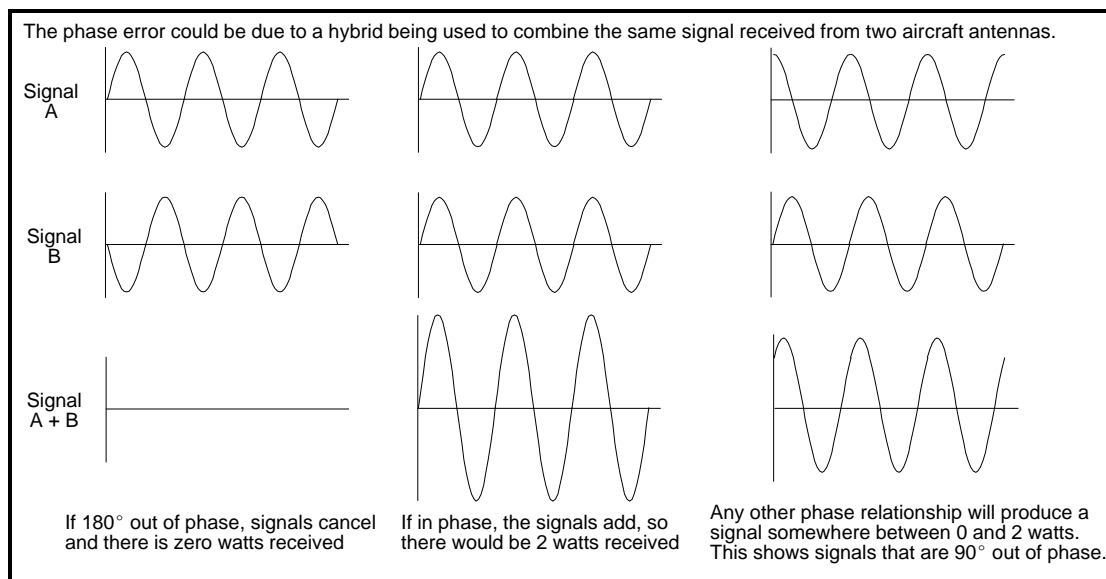 The phase error could be due to a hybrid being used to combine the same signal received from two aircraft antennas.
Signal
A
Signal
B
Signal
A + B
If 180° out of phase, signals cancel
and there is zero watts received
If in phase, the signals add, so
there would be 2 watts received
Any other phase relationship will produce a
signal somewhere between 0 and 2 watts.
This shows signals that are 90° out of phase.